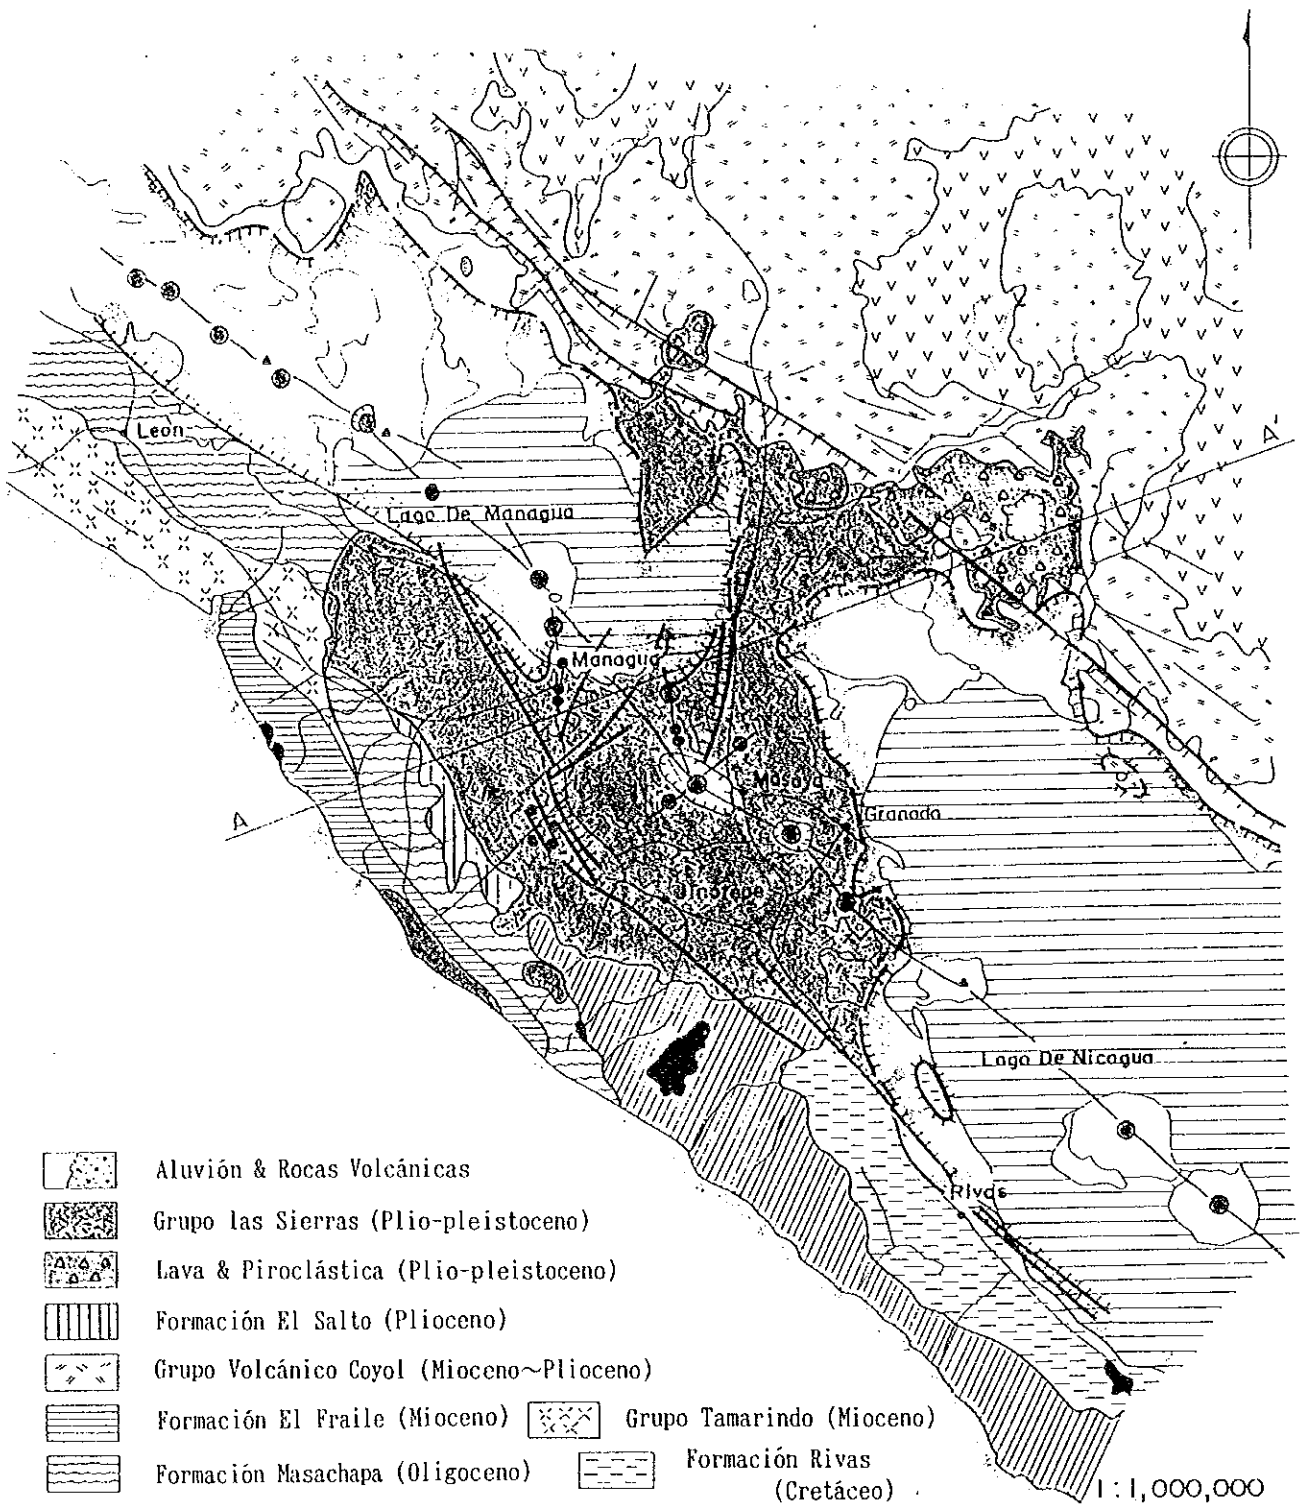 A'
León
Lago De Managua
Managua
Masaya
A
Granada
Jinotepe
Lago De Nicagua
Rivas
Aluvión & Rocas Volcánicas
Grupo las Sierras (Plio-pleistoceno)
Lava & Piroclástica (Plio-pleistoceno)
Formación El Salto (Plioceno)
Grupo Volcánico Coyol (Mioceno~Plioceno)
Formación El Fraile (Mioceno)
Grupo Tamarindo (Mioceno)
Formación Masachapa (Oligoceno)
Formación Rivas
(Cretáceo)
1:1,000,000